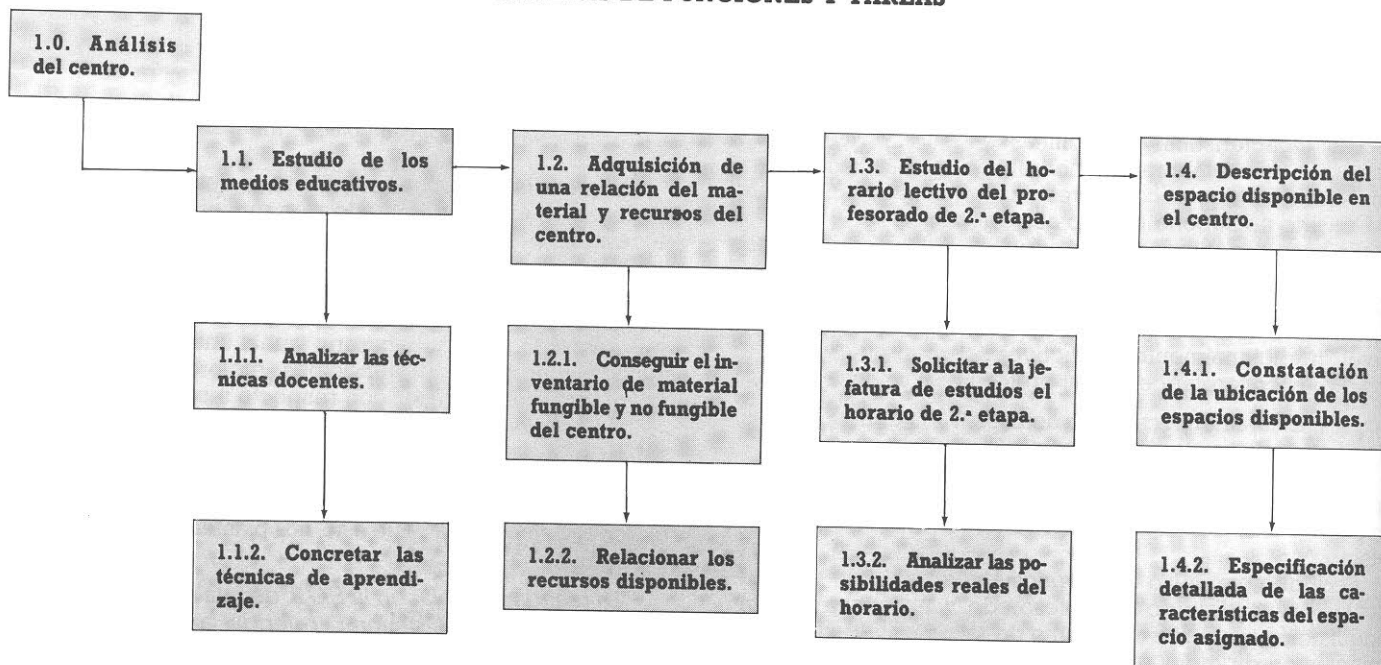 DE FUNCIONES Y TAREAS
1.0. Análisis
del centro.
1.1. Estudio de los
medios educativos.
1.2. Adquisición de
una relación del ma-
terial y recursos del
centro.
1.3. Estudio del ho-
rario lectivo del pro-
fesorado de 2.ª etapa.
1.4. Descripción del
espacio disponible en
el centro.
1.1.1. Analizar las téc-
nicas docentes.
1.2.1. Conseguir el in-
ventario de material
fungible y no fungible
del centro.
1.3.1. Solicitar a la je-
fatura de estudios el
horario de 2.ª etapa.
1.4.1. Constatación
de la ubicación de los
espacios disponibles.
1.1.2. Concretar las
técnicas de aprendi-
zaje.
1.2.2. Relacionar los
recursos disponibles.
1.3.2. Analizar las po-
sibilidades reales del
horario.
1.4.2. Especificación
detallada de las ca-
racterísticas del espa-
cio asignado.